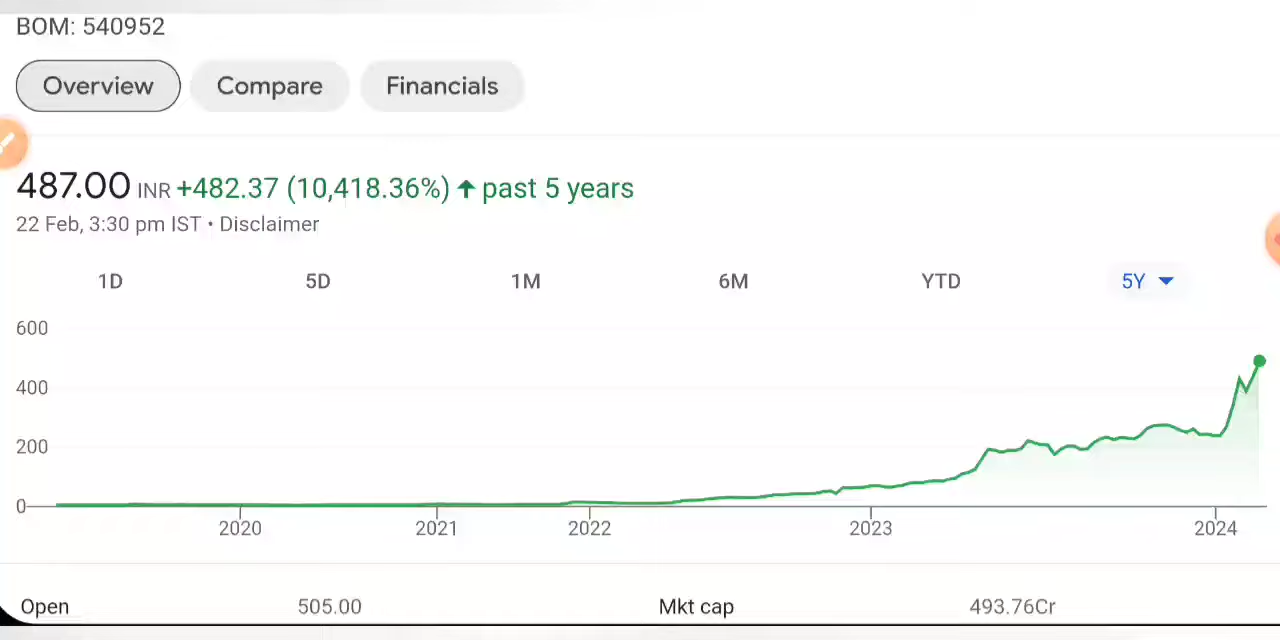 BOM: 540952
Overview Compare Financials
487.00 INR +482.37 (10,418.36%) ↑ past 5 years
22 Feb, 3:30 pm IST • Disclaimer
1D 5D 1M 6M YTD 5Y
600
400
200
0
2020 2021 2022 2023 2024
Open 505.00 Mkt cap 493.76Cr